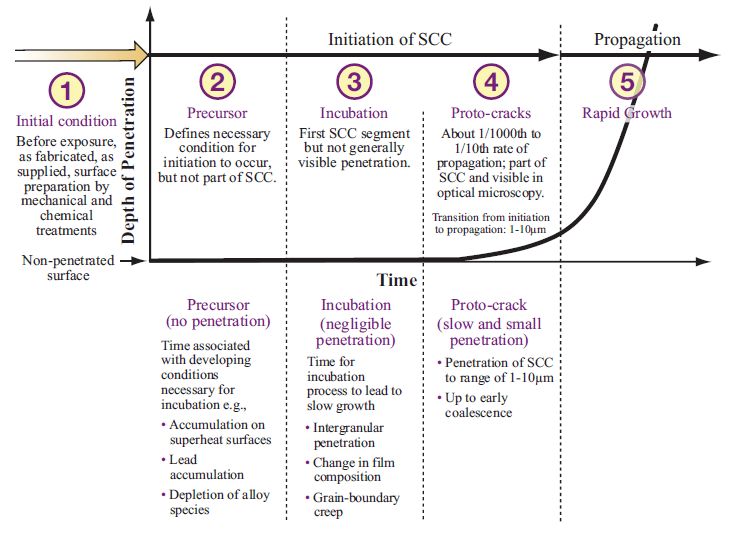 Initiation of SCC
Propagation
1
Initial condition
Before exposure,
as fabricated, as
supplied, surface
preparation by
mechanical and
chemical
treatments
Non-penetrated
surface
Depth of Penetration
2
Precursor
Defines necessary
condition for
initiation to occur,
but not part of SCC.
3
Incubation
First SCC segment
but not generally
visible penetration.
4
Proto-cracks
About 1/1000th to
1/10th rate of
propagation; part of
SCC and visible in
optical microscopy.
Transition from initiation
to propagation: 1-10µm
5
Rapid Growth
Time
Precursor
(no penetration)
Time associated
with developing
conditions
necessary for
incubation e.g.,
• Accumulation on
superheat surfaces
• Lead
accumulation
• Depletion of alloy
species
Incubation
(negligible
penetration)
Time for
incubation
process to lead to
slow growth
• Intergranular
penetration
• Change in film
composition
• Grain-boundary
creep
Proto-crack
(slow and small
penetration)
• Penetration of SCC
to range of 1-10µm
• Up to early
coalescence